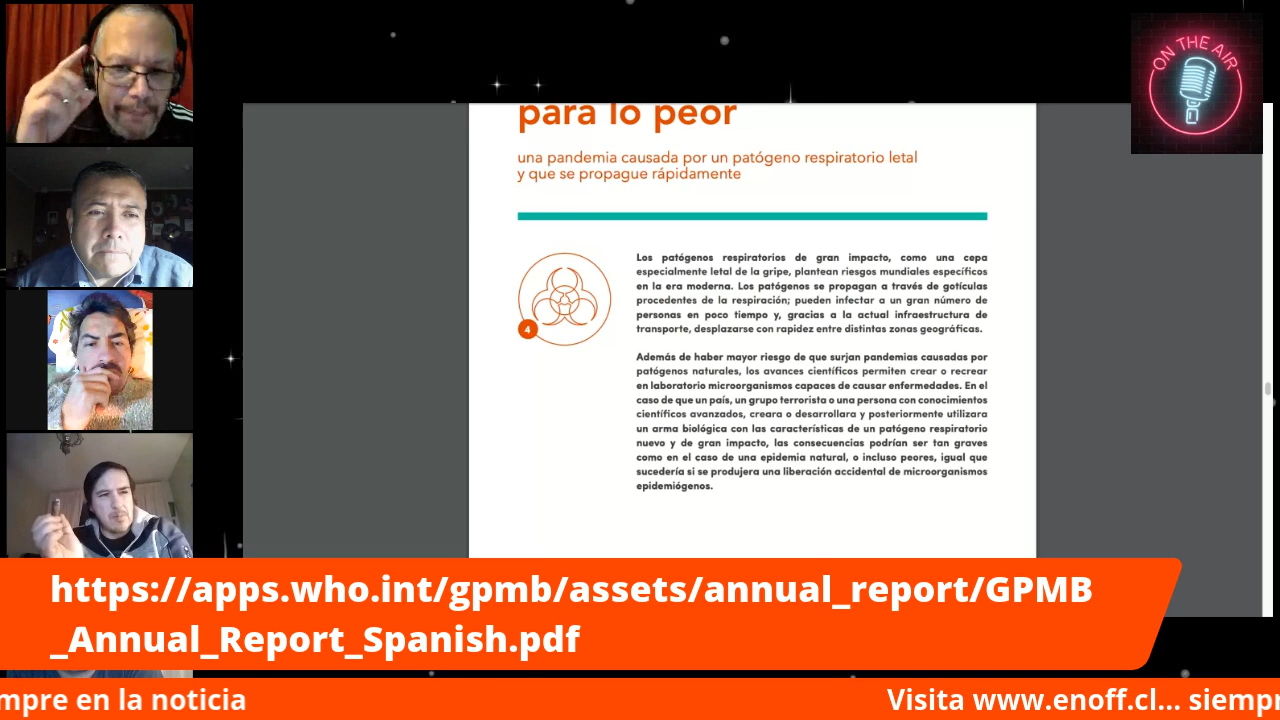 ON THE AIR
para lo peor
una pandemia causada por un patógeno respiratorio letal
y que se propague rápidamente
4
Los patógenos respiratorios de gran impacto, como una cepa
especialmente letal de la gripe, plantean riesgos mundiales específicos
en la era moderna. Los patógenos se propagan a través de gotículas
procedentes de la respiración; pueden infectar a un gran número de
personas en poco tiempo y, gracias a la actual infraestructura de
transporte, desplazarse con rapidez entre distintas zonas geográficas.
Además de haber mayor riesgo de que surjan pandemias causadas por
patógenos naturales, los avances científicos permiten crear o recrear
en laboratorio microorganismos capaces de causar enfermedades. En el
caso de que un país, un grupo terrorista o una persona con conocimientos
científicos avanzados, creara o desarrollara y posteriormente utilizara
un arma biológica con las características de un patógeno respiratorio
nuevo y de gran impacto, las consecuencias podrían ser tan graves
como en el caso de una epidemia natural, o incluso peores, igual que
sucedería si se produjera una liberación accidental de microorganismos
epidemiógenos.
https://apps.who.int/gpmb/assets/annual_report/GPMB
_Annual_Report_Spanish.pdf
mpre en la noticia
Visita www.enoff.cl... siempr